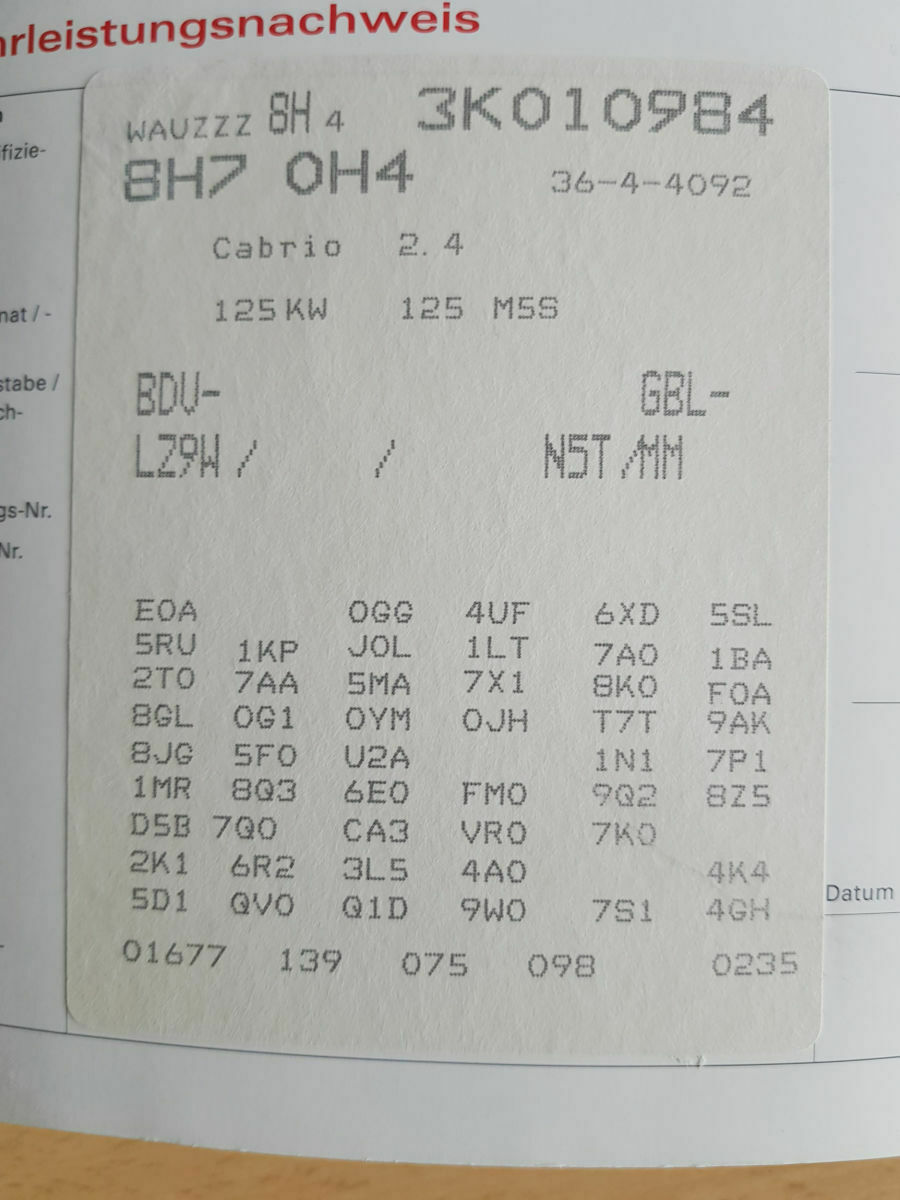 rleistungsnachweis
WAUZZZ 8H 4 3K010984
ifizie-
8H7 0H4 36-4-4092
Cabrio 2.4
nat / -
125 KW 125 M5S
stabe /
ch-
BDV- GBL-
LZ9W / / N5T /MM
gs-Nr.
Nr.
E0A 0GG 4UF 6XD 5SL
5RU 1KP J0L 1LT 7A0 1BA
2T0 7AA 5MA 7X1 8K0 F0A
8GL 0G1 0YM 0JH T7T 9AK
8JG 5F0 U2A 1N1 7P1
1MR 8Q3 6E0 FM0 9Q2 8Z5
D5B 7Q0 CA3 VR0 7K0
2K1 6R2 3L5 4A0 4K4
5D1 QV0 Q1D 9W0 7S1 4GH
Datum
01677 139 075 098 0235